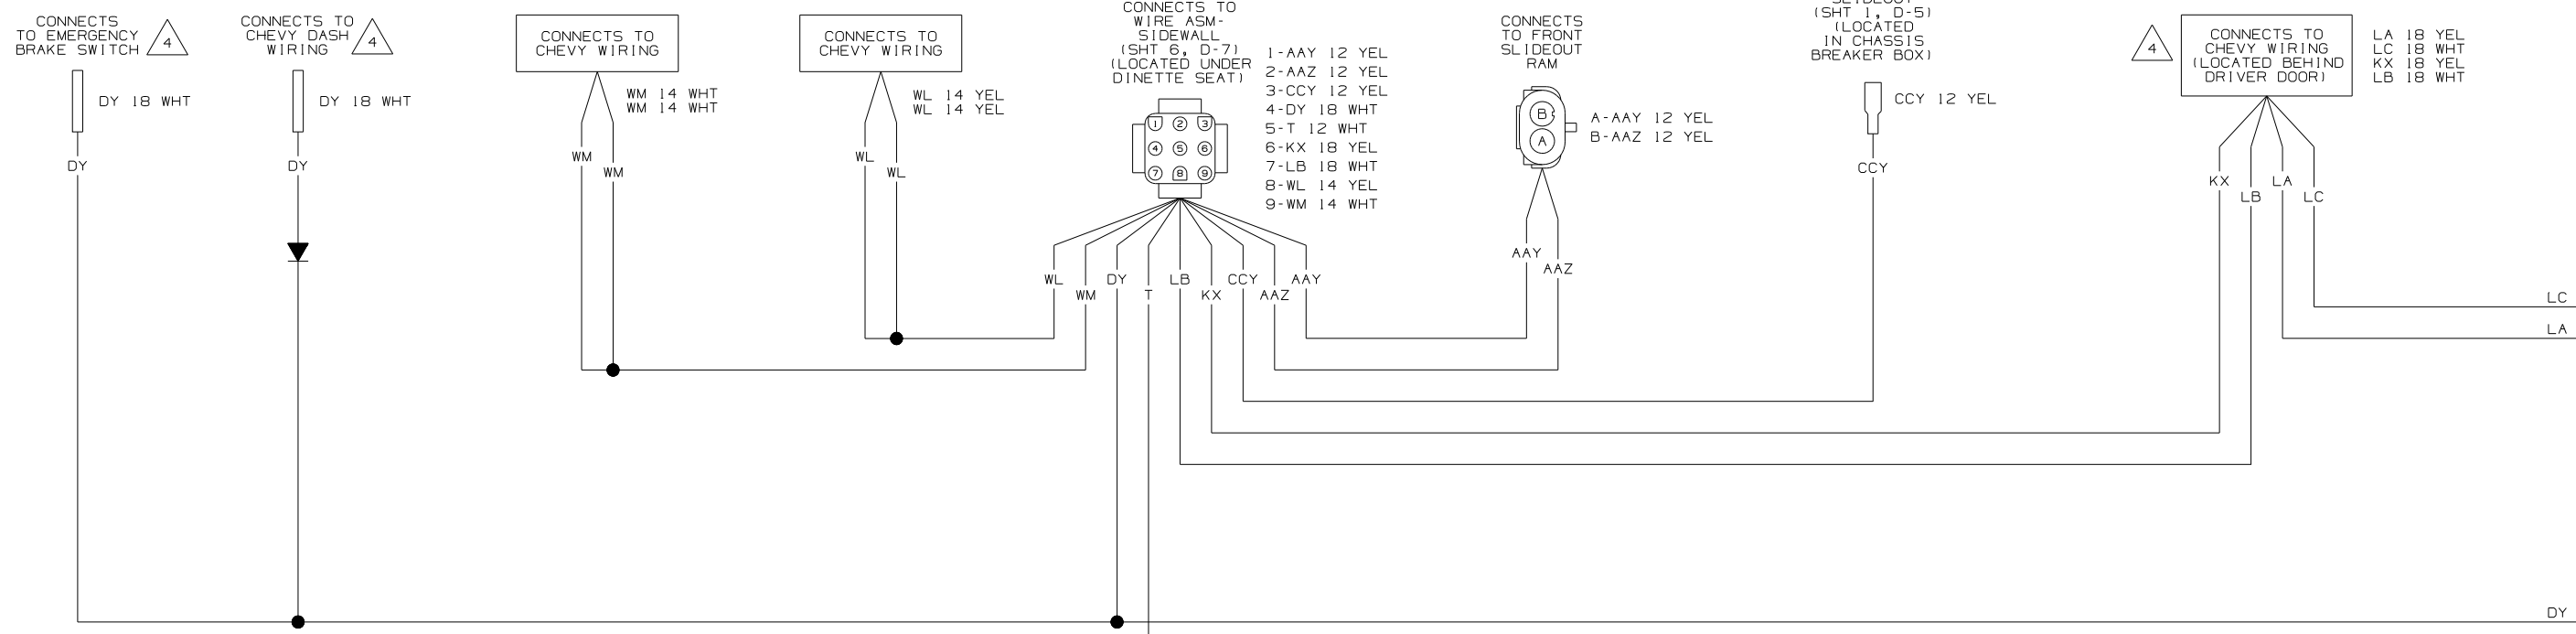 CONNECTS
TO EMERGENCY
BRAKE SWITCH
4
DY 18 WHT
DY
CONNECTS TO
CHEVY DASH
WIRING
4
DY 18 WHT
DY
CONNECTS TO
CHEVY WIRING
WM 14 WHT
WM 14 WHT
WM
WM
CONNECTS TO
CHEVY WIRING
WL 14 YEL
WL 14 YEL
WL
WL
CONNECTS TO
WIRE ASM-
SIDEWALL
(SHT 6, D-7)
(LOCATED UNDER
DINETTE SEAT)
1-AAY 12 YEL
2-AAZ 12 YEL
3-CCY 12 YEL
4-DY 18 WHT
5-T 12 WHT
6-KX 18 YEL
7-LB 18 WHT
8-WL 14 YEL
9-WM 14 WHT
1 2 3
4 5 6
7 8 9
WL
WM
DY
T
LB
KX
CCY
AAZ
AAY
CONNECTS
TO FRONT
SLIDEOUT
RAM
B
A
A-AAY 12 YEL
B-AAZ 12 YEL
AAY
AAZ
SLIDEOUT
(SHT 1, D-5)
(LOCATED
IN CHASSIS
BREAKER BOX)
CCY 12 YEL
CCY
4
CONNECTS TO
CHEVY WIRING
(LOCATED BEHIND
DRIVER DOOR)
LA 18 YEL
LC 18 WHT
KX 18 YEL
LB 18 WHT
KX
LB
LA
LC
LC
LA
DY